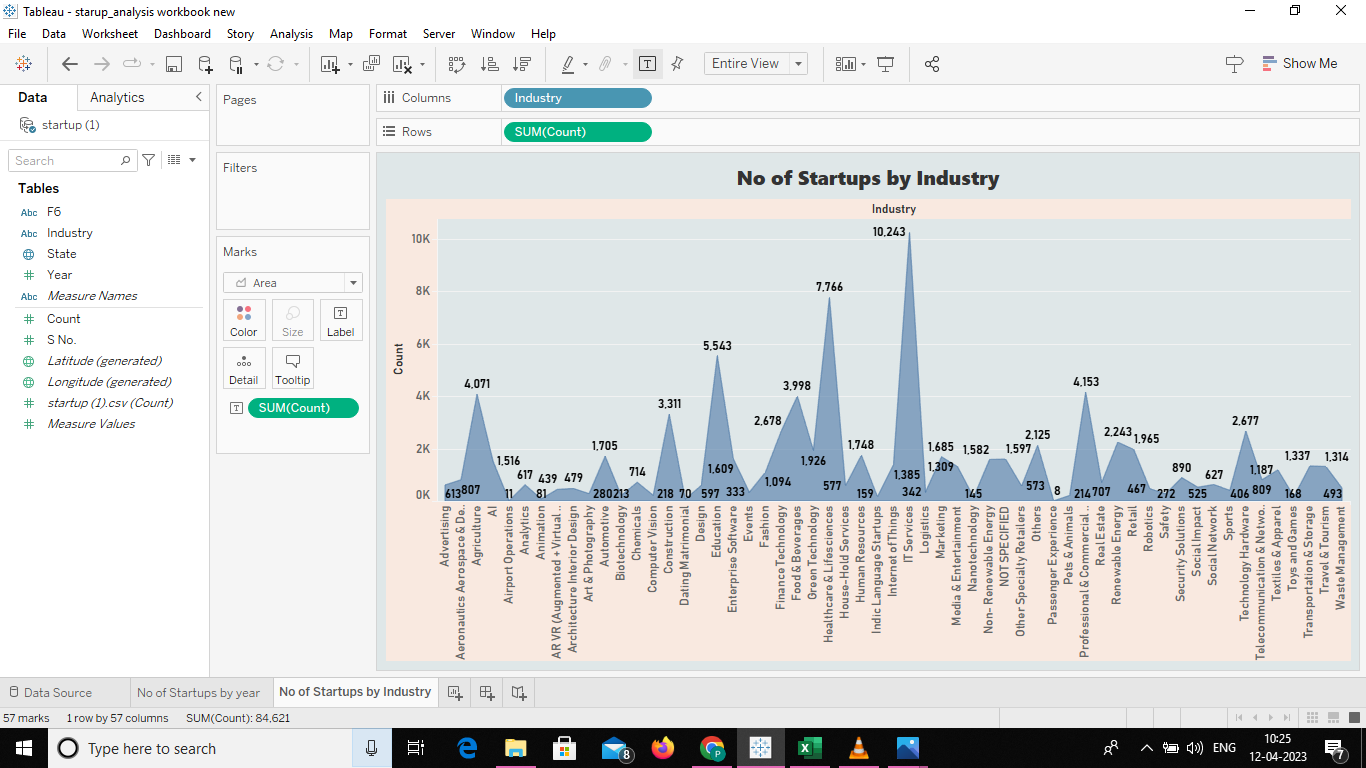 Tableau - starup_analysis workbook new
File Data Worksheet Dashboard Story Analysis Map Format Server Window Help
Entire View
Show Me
Data Analytics
startup (1)
Search
Tables
Abc F6
Abc Industry
State
Year
Abc Measure Names
Count
S No.
Latitude (generated)
Longitude (generated)
startup (1).csv (Count)
Measure Values
Pages
Filters
Marks
Area
Color Size Label
Detail Tooltip
SUM(Count)
Columns Industry
Rows SUM(Count)
No of Startups by Industry
Industry
Count
10K
8K
6K
4K
2K
0K
10,243
7,766
5,543
4,071
3,998
4,153
3,311
2,678
2,677
2,243
2,125
1,965
1,705
1,748
1,685
1,582
1,597
1,516
1,609
1,926
1,385
1,309
1,337
1,314
1,187
1,094
613 807 11 617 81 439 479 280 213 714 218 70 597 333 577 159 342 145 573 8 214 707 467 272 890 525 627 406 809 168 493
Advertising
Aeronautics Aerospace & De..
Agriculture
AI
Airport Operations
Analytics
Animation
AR VR (Augmented + Virtual..
Architecture Interior Design
Art & Photography
Automotive
Biotechnology
Chemicals
Computer Vision
Construction
Dating Matrimonial
Design
Education
Enterprise Software
Events
Fashion
Finance Technology
Food & Beverages
Green Technology
Healthcare & Lifesciences
House-Hold Services
Human Resources
Indic Language Startups
Internet of Things
IT Services
Logistics
Marketing
Media & Entertainment
Nanotechnology
Non- Renewable Energy
NOT SPECIFIED
Other Specialty Retailers
Others
Passenger Experience
Pets & Animals
Professional & Commercial ..
Real Estate
Renewable Energy
Retail
Robotics
Safety
Security Solutions
Social Impact
Social Network
Sports
Technology Hardware
Telecommunication & Netwo..
Textiles & Apparel
Toys and Games
Transportation & Storage
Travel & Tourism
Waste Management
Data Source No of Startups by year No of Startups by Industry
57 marks 1 row by 57 columns SUM(Count): 84,621
Type here to search
8
P
ENG
10:25
12-04-2023
7